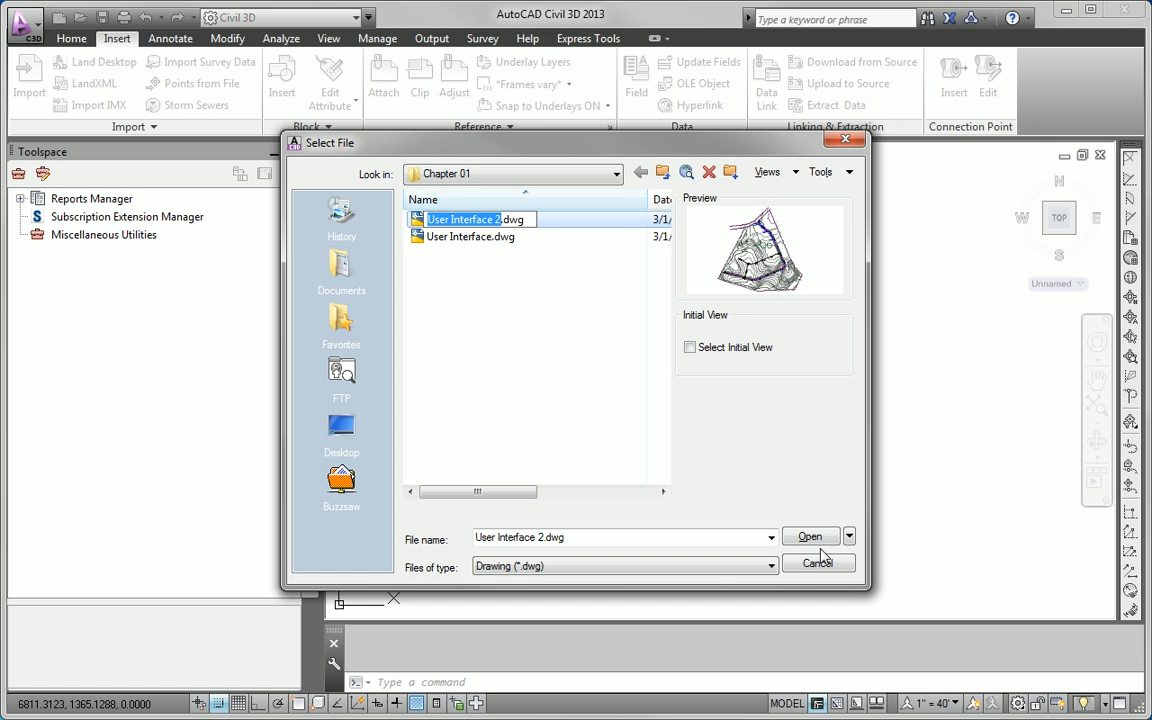 Civil 3D
AutoCAD Civil 3D 2013
Type a keyword or phrase
C3D
Home Insert Annotate Modify Analyze View Manage Output Survey Help Express Tools
Land Desktop Import Survey Data
LandXML Points from File
Import Import IMX Storm Sewers
Insert Edit Attribute
Attach Clip Adjust
Underlay Layers
*Frames vary*
Snap to Underlays ON
Field
Update Fields
OLE Object
Hyperlink
Data Link
Download from Source
Upload to Source
Extract Data
Insert Edit
Import Block Reference Data Linking & Extraction Connection Point
Toolspace
Reports Manager
Subscription Extension Manager
Miscellaneous Utilities
Select File
Look in: Chapter 01 Views Tools
Name Date
User Interface 2.dwg 3/1/
User Interface.dwg 3/1/
History
Documents
Favorites
FTP
Desktop
Buzzsaw
Preview
Initial View
Select Initial View
File name: User Interface 2.dwg Open
Files of type: Drawing (*.dwg) Cancel
N
W TOP E
S
Unnamed
Type a command
6811.3123, 1365.1288, 0.0000 MODEL 1" = 40'